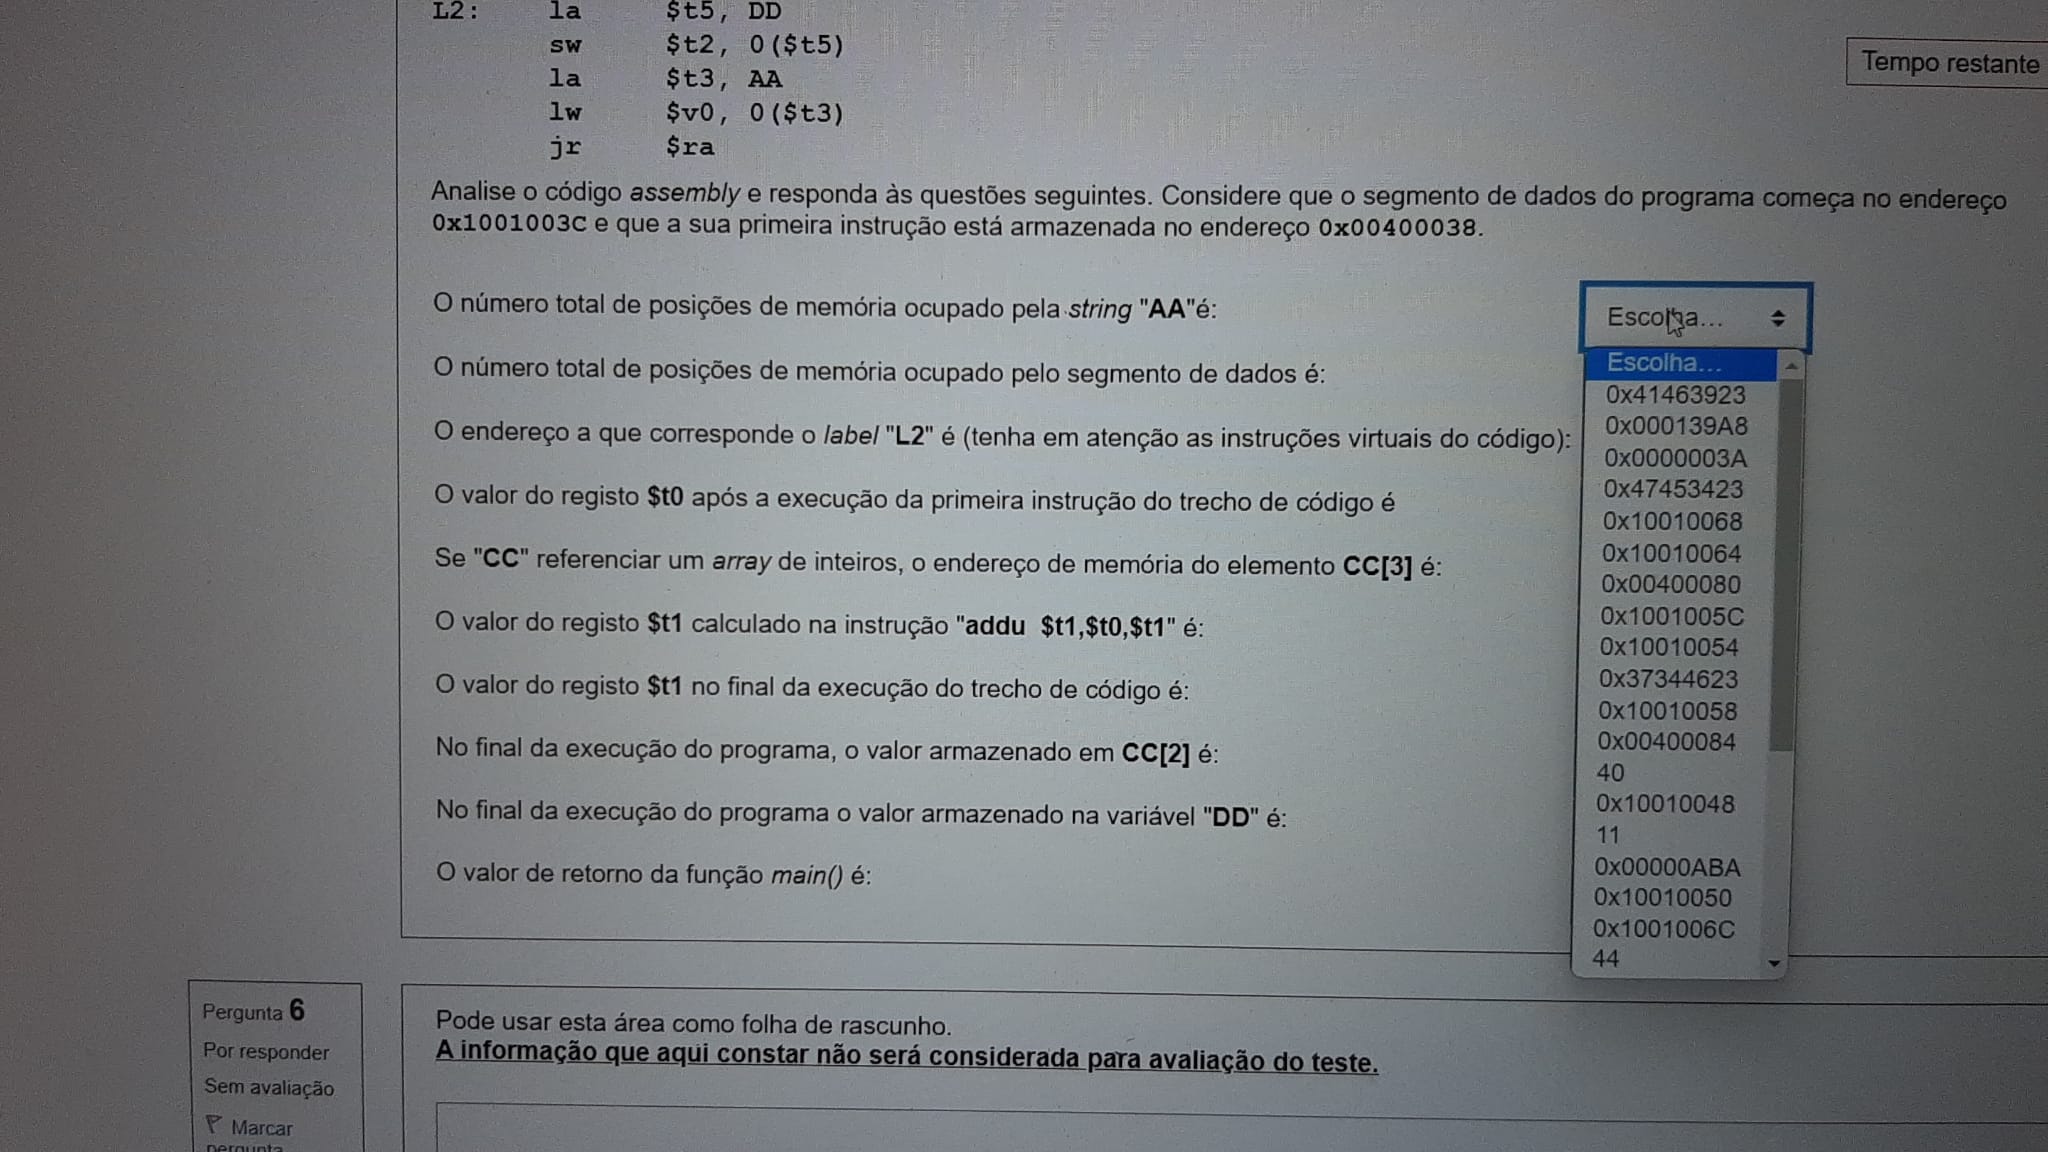 L2: la $t5, DD
sw $t2, 0($t5)
la $t3, AA
lw $v0, 0($t3)
jr $ra
Tempo restante
Analise o código assembly e responda às questões seguintes. Considere que o segmento de dados do programa começa no endereço
0x1001003C e que a sua primeira instrução está armazenada no endereço 0x00400038.
O número total de posições de memória ocupado pela string "AA"é:
O número total de posições de memória ocupado pelo segmento de dados é:
O endereço a que corresponde o label "L2" é (tenha em atenção as instruções virtuais do código):
O valor do registo $t0 após a execução da primeira instrução do trecho de código é
Se "CC" referenciar um array de inteiros, o endereço de memória do elemento CC[3] é:
O valor do registo $t1 calculado na instrução "addu $t1,$t0,$t1" é:
O valor do registo $t1 no final da execução do trecho de código é:
No final da execução do programa, o valor armazenado em CC[2] é:
No final da execução do programa o valor armazenado na variável "DD" é:
O valor de retorno da função main() é:
Escolha...
Escolha...
0x41463923
0x000139A8
0x0000003A
0x47453423
0x10010068
0x10010064
0x00400080
0x1001005C
0x10010054
0x37344623
0x10010058
0x00400084
40
0x10010048
11
0x00000ABA
0x10010050
0x1001006C
44
Pergunta 6
Por responder
Sem avaliação
Marcar
pergunta
Pode usar esta área como folha de rascunho.
A informação que aqui constar não será considerada para avaliação do teste.